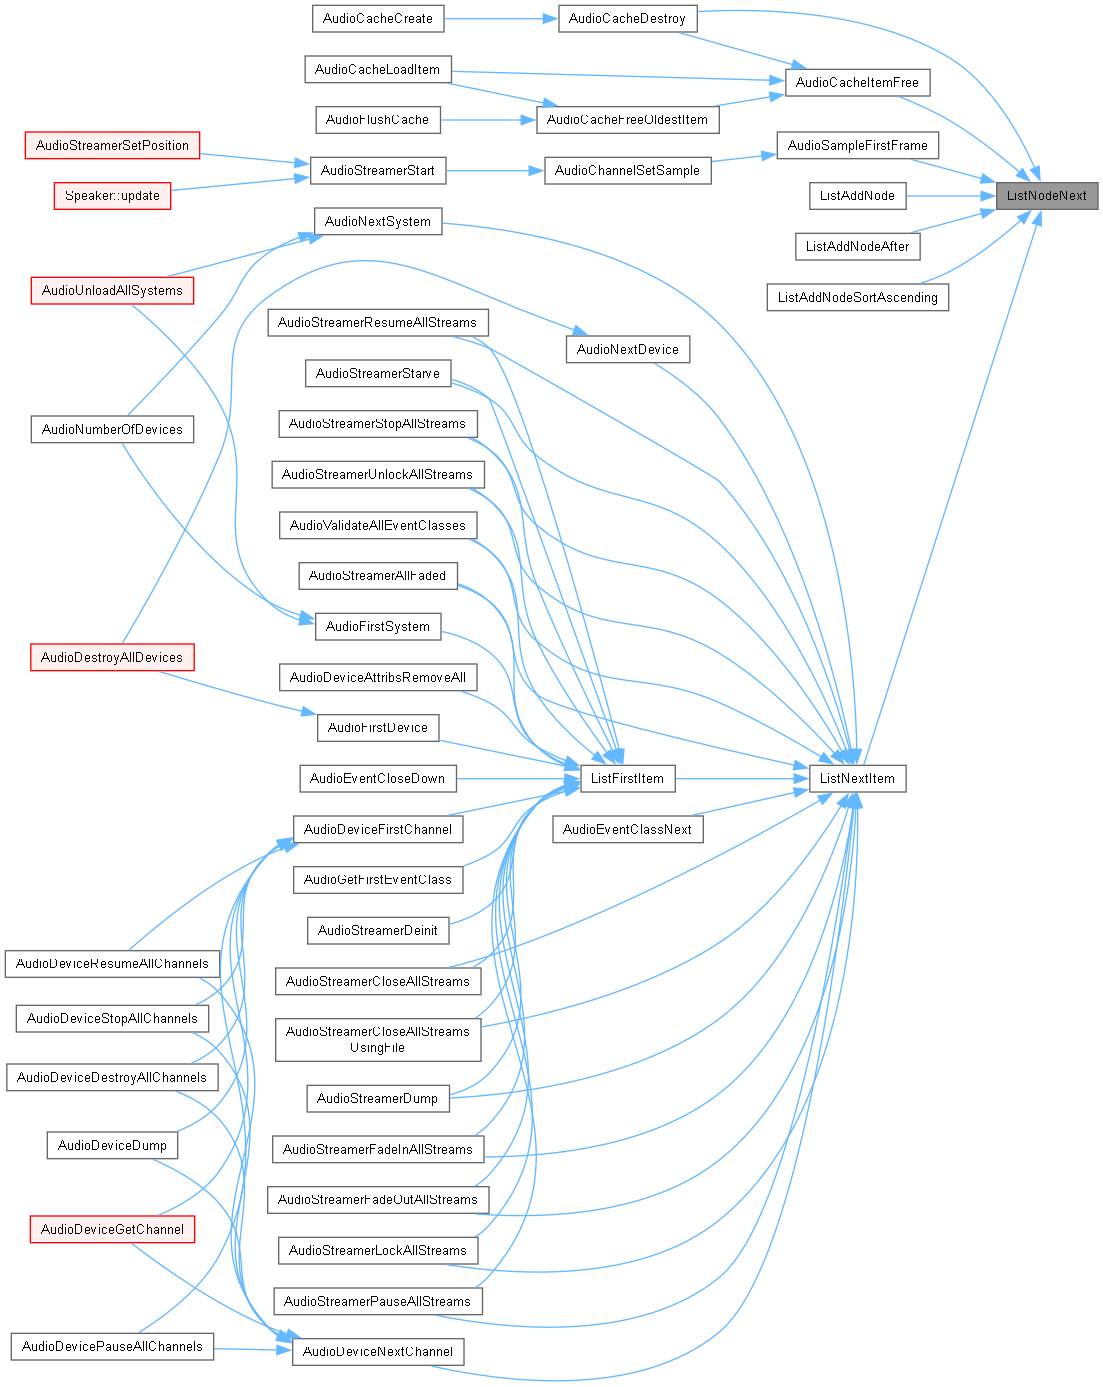 AudioCacheCreate
AudioCacheDestroy
AudioCacheLoadItem
AudioCacheItemFree
AudioFlushCache
AudioCacheFreeOldestItem
AudioStreamerSetPosition
AudioSampleFirstFrame
AudioStreamerStart
AudioChannelSetSample
Speaker::update
ListAddNode
ListNodeNext
AudioNextSystem
ListAddNodeAfter
AudioUnloadAllSystems
ListAddNodeSortAscending
AudioStreamerResumeAllStreams
AudioNextDevice
AudioStreamerStarve
AudioStreamerStopAllStreams
AudioNumberOfDevices
AudioStreamerUnlockAllStreams
AudioValidateAllEventClasses
AudioStreamerAllFaded
AudioFirstSystem
AudioDestroyAllDevices
AudioDeviceAttribsRemoveAll
AudioFirstDevice
AudioEventCloseDown
ListFirstItem
ListNextItem
AudioDeviceFirstChannel
AudioEventClassNext
AudioGetFirstEventClass
AudioStreamerDeinit
AudioDeviceResumeAllChannels
AudioStreamerCloseAllStreams
AudioDeviceStopAllChannels
AudioStreamerCloseAllStreams
UsingFile
AudioDeviceDestroyAllChannels
AudioStreamerDump
AudioDeviceDump
AudioStreamerFadeInAllStreams
AudioStreamerFadeOutAllStreams
AudioDeviceGetChannel
AudioStreamerLockAllStreams
AudioStreamerPauseAllStreams
AudioDevicePauseAllChannels
AudioDeviceNextChannel